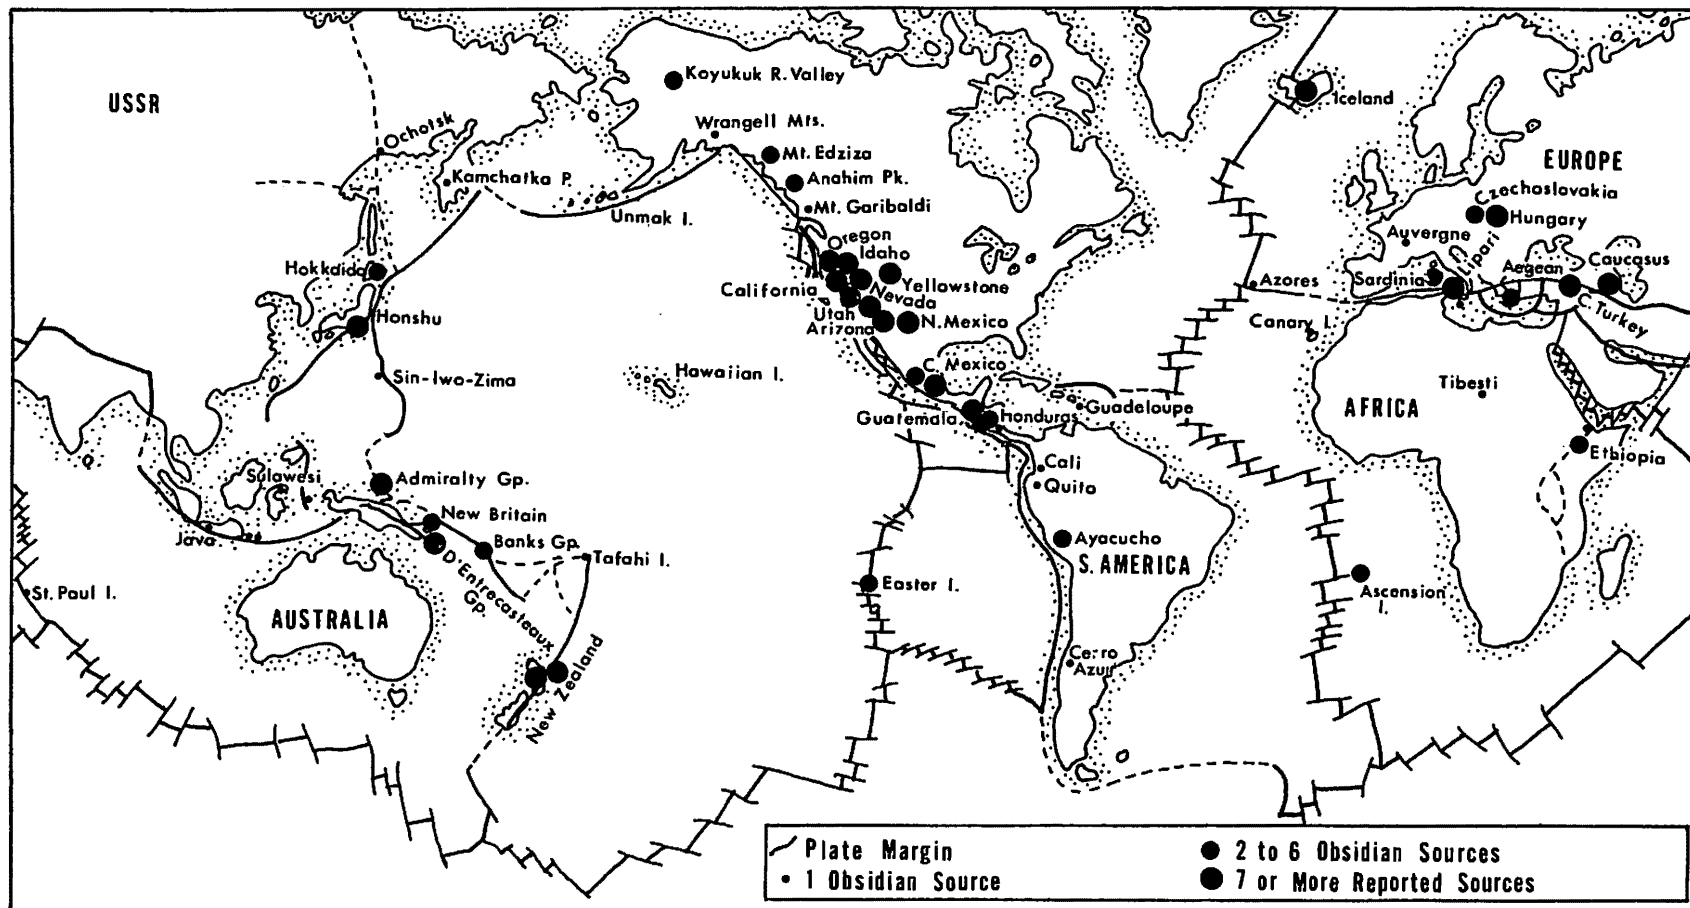 USSR
Ochotsk
Kamchatka P.
Koyukuk R. Valley
Wrangell Mts.
Mt. Edziza
Anahim Pk.
Mt. Garibaldi
Unmak I.
Oregon
Idaho
Yellowstone
California
Nevada
Utah
Arizona
N. Mexico
Hokkaida
Honshu
Sin-Iwo-Zima
Hawaiian I.
C. Mexico
Guatemala
Honduras
Guadeloupe
Cali
Quito
Ayacucho
S. AMERICA
Easter I.
Cerro
Azul
Sulawesi
Java
Admiralty Gp.
New Britain
Banks Gp.
Tafahi I.
D'Entrecasteaux
Gp.
St. Paul I.
AUSTRALIA
New Zealand
Iceland
EUROPE
Czechoslovakia
Hungary
Auvergne
Lipari
Sardinia
Aegean
Caucasus
C. Turkey
Azores
Canary I.
Tibesti
AFRICA
Ethiopia
Ascension
I.
Plate Margin
1 Obsidian Source
2 to 6 Obsidian Sources
7 or More Reported Sources